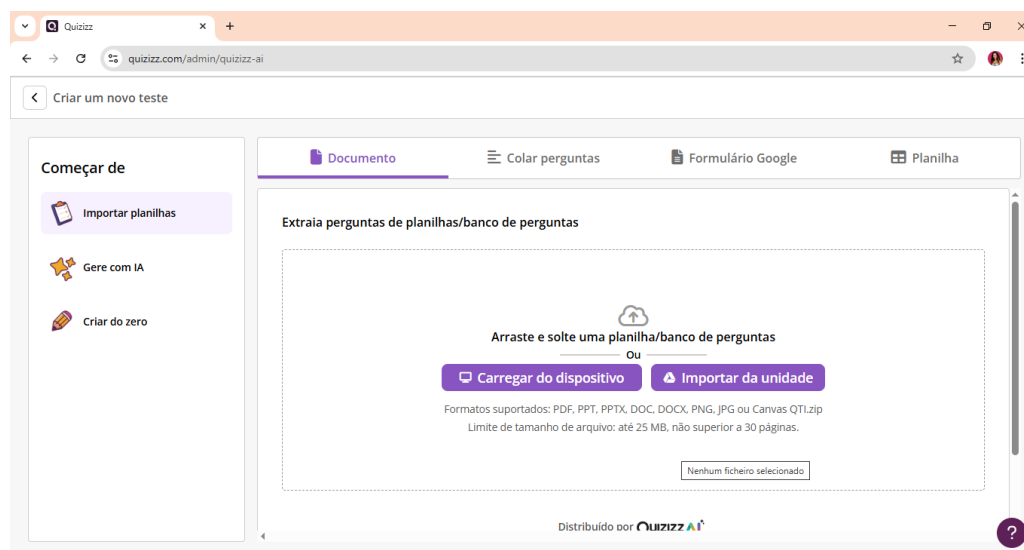 Quizizz
quizizz.com/admin/quizizz-ai
Criar um novo teste
Começar de
Importar planilhas
Gere com IA
Criar do zero
Documento
Colar perguntas
Formulário Google
Planilha
Extraia perguntas de planilhas/banco de perguntas
Arraste e solte uma planilha/banco de perguntas
Ou
Carregar do dispositivo
Importar da unidade
Formatos suportados: PDF, PPT, PPTX, DOC, DOCX, PNG, JPG ou Canvas QTI.zip
Limite de tamanho de arquivo: até 25 MB, não superior a 30 páginas.
Nenhum ficheiro selecionado
Distribuído por Quizizz AI
?